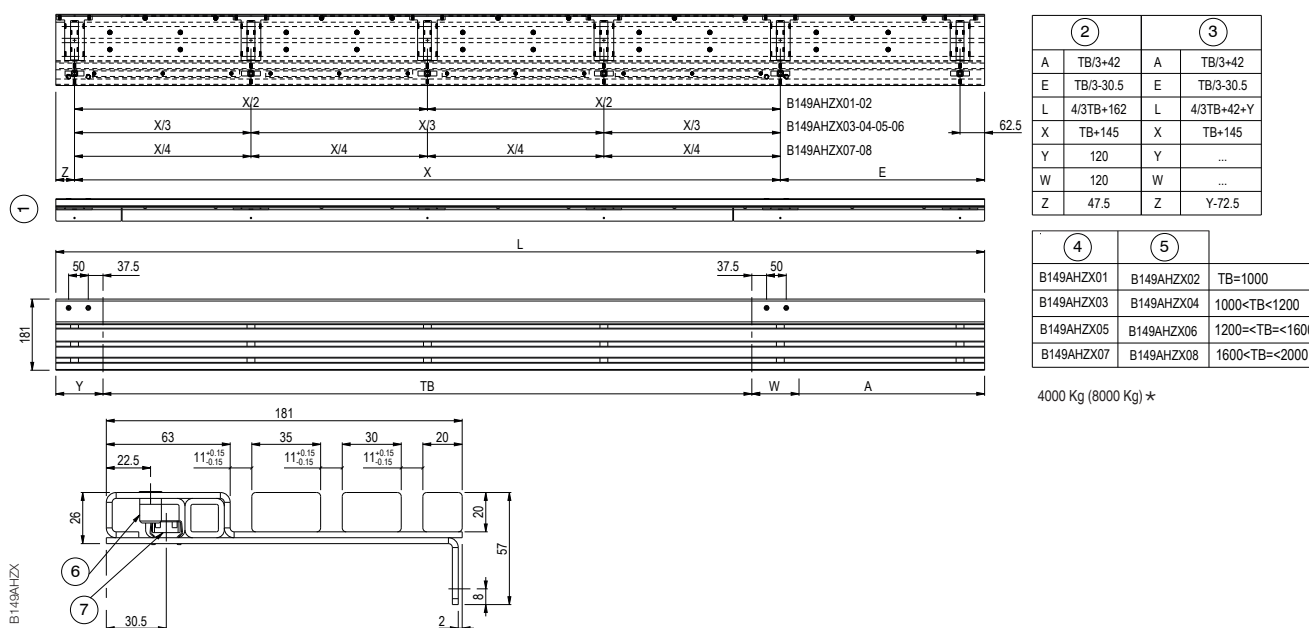 X/2 X/2 B149AHZX01-02
X/3 X/3 X/3 B149AHZX03-04-05-06 62.5
X/4 X/4 X/4 X/4 B149AHZX07-08
Z X E
1
L
50 37.5 37.5 50
181
Y TB W A
181
63 35 30 20
22.5 11+0.15-0.15 11+0.15-0.15 11+0.15-0.15
26 20 57
6
7
8
30.5 2
B149AHZX
2 3
A TB/3+42 A TB/3+42
E TB/3-30.5 E TB/3-30.5
L 4/3TB+162 L 4/3TB+42+Y
X TB+145 X TB+145
Y 120 Y ...
W 120 W ...
Z 47.5 Z Y-72.5
4 5
B149AHZX01 B149AHZX02 TB=1000
B149AHZX03 B149AHZX04 1000<TB<1200
B149AHZX05 B149AHZX06 1200=<TB=<1600
B149AHZX07 B149AHZX08 1600<TB=<2000
4000 Kg (8000 Kg) *